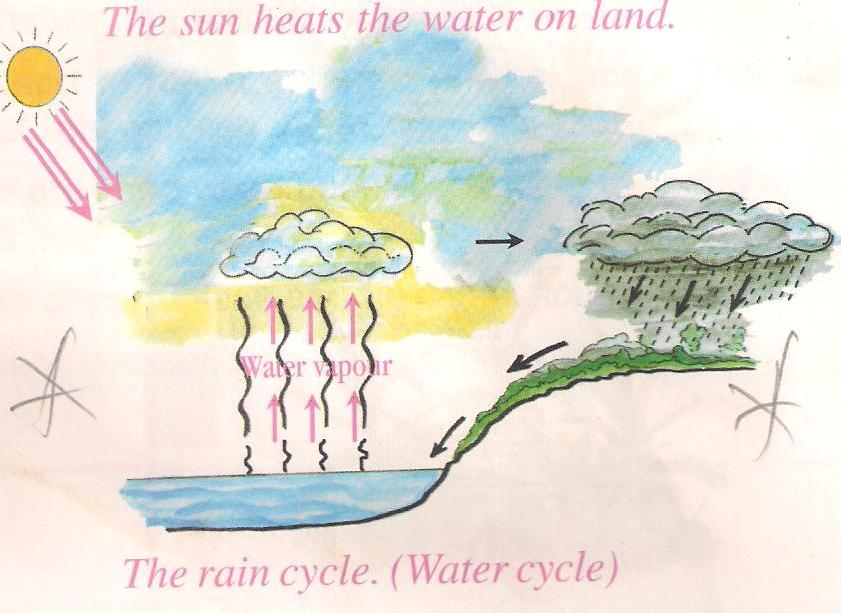 The sun heats the water on land.
Water vapour
The rain cycle. (Water cycle)